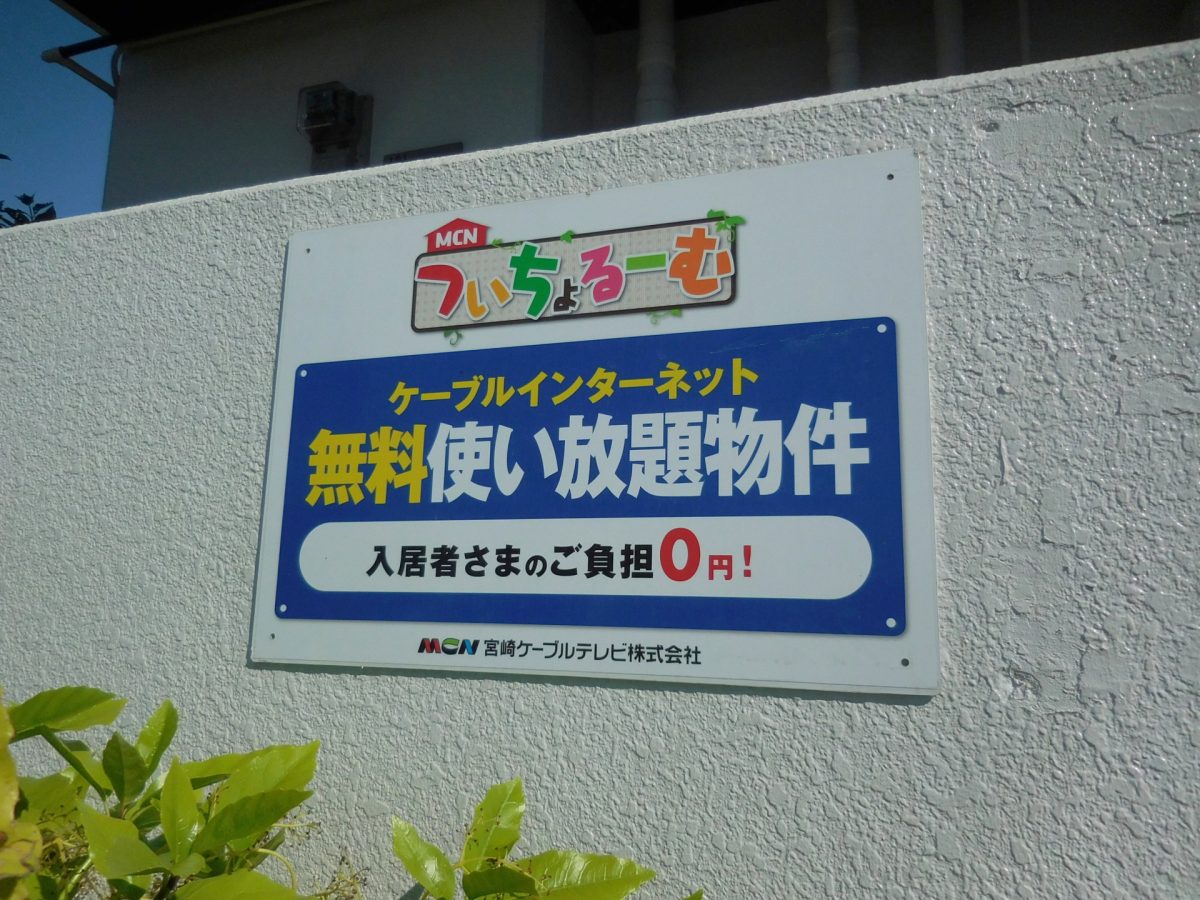 MCN
ついちょるーむ
ケーブルインターネット
無料使い放題物件
入居者さまのご負担0円!
MCN 宮崎ケーブルテレビ株式会社